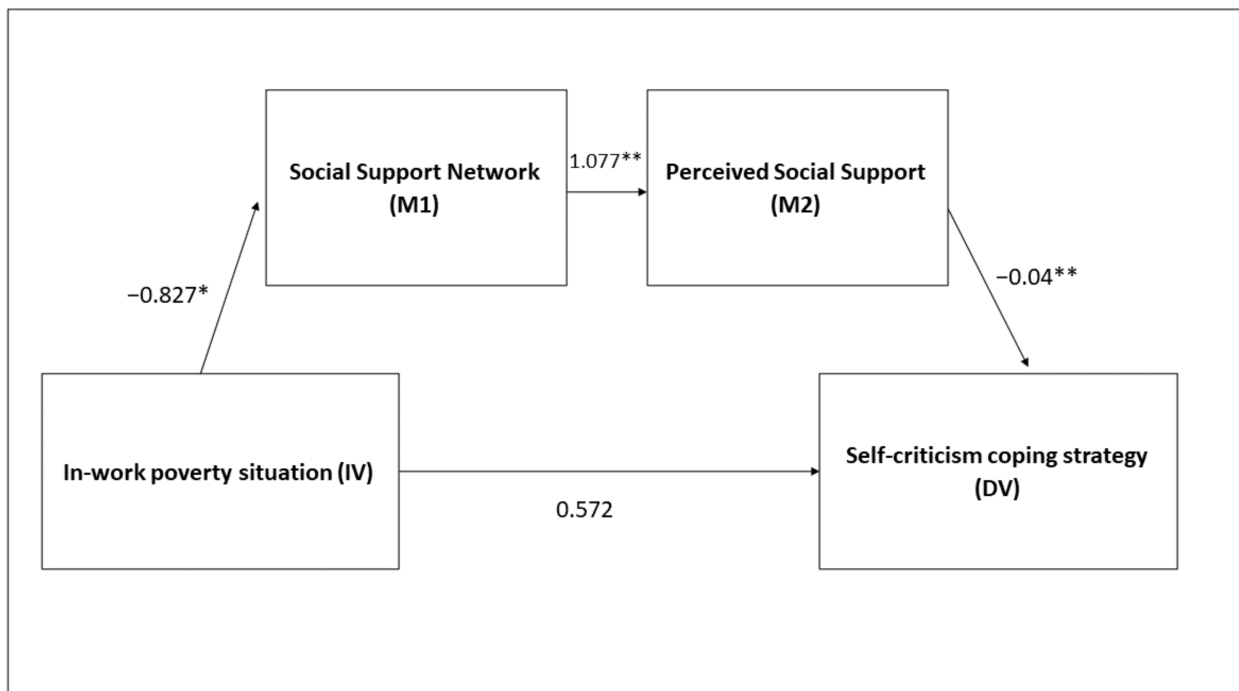 Social Support Network
(M1)
1.077**
Perceived Social Support
(M2)
−0.827*
−0.04**
In-work poverty situation (IV)
0.572
Self-criticism coping strategy
(DV)